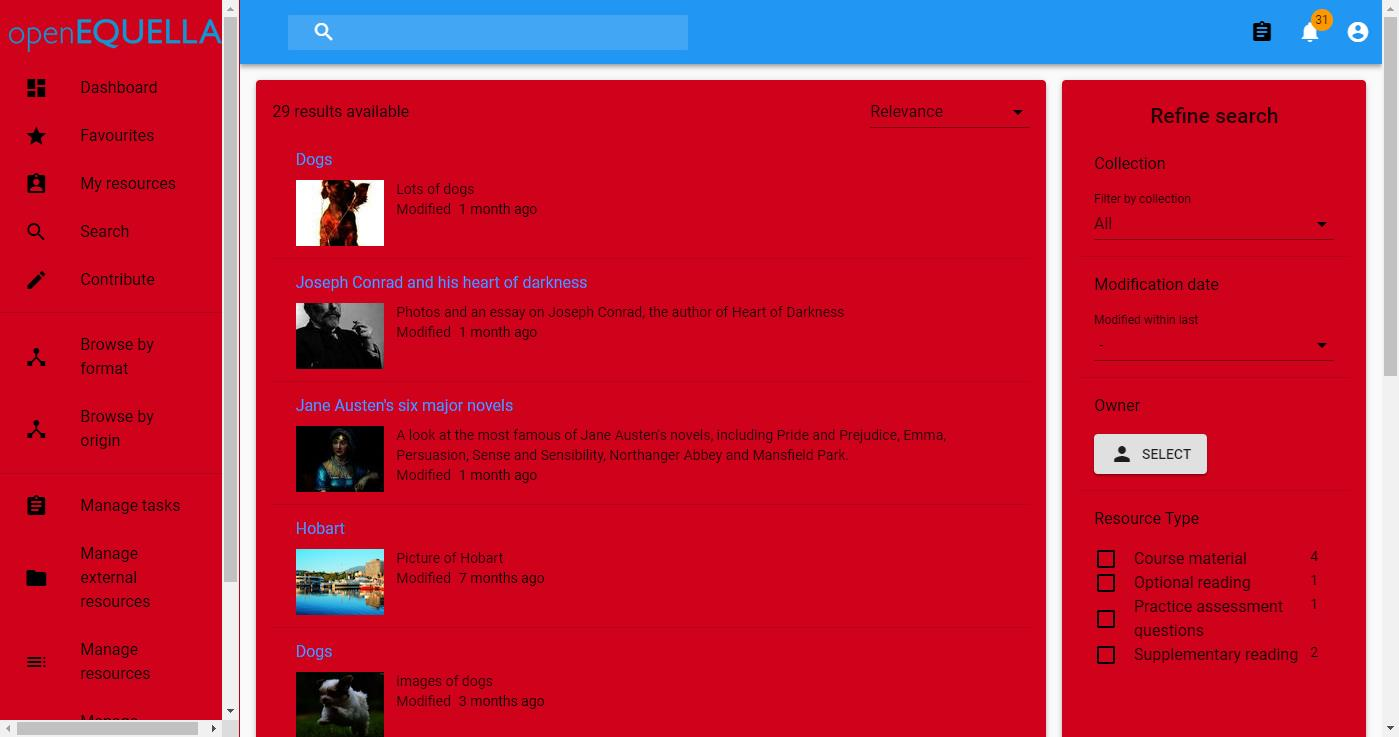 openEQUELLA
31
Dashboard
Favourites
My resources
Search
Contribute
Browse by
format
Browse by
origin
Manage tasks
Manage
external
resources
Manage
resources
29 results available
Relevance
Dogs
Lots of dogs
Modified 1 month ago
Joseph Conrad and his heart of darkness
Photos and an essay on Joseph Conrad, the author of Heart of Darkness
Modified 1 month ago
Jane Austen's six major novels
A look at the most famous of Jane Austen's novels, including Pride and Prejudice, Emma,
Persuasion, Sense and Sensibility, Northanger Abbey and Mansfield Park.
Modified 1 month ago
Hobart
Picture of Hobart
Modified 7 months ago
Dogs
images of dogs
Modified 3 months ago
Refine search
Collection
Filter by collection
All
Modification date
Modified within last
-
Owner
SELECT
Resource Type
Course material 4
Optional reading 1
Practice assessment 1
questions
Supplementary reading 2